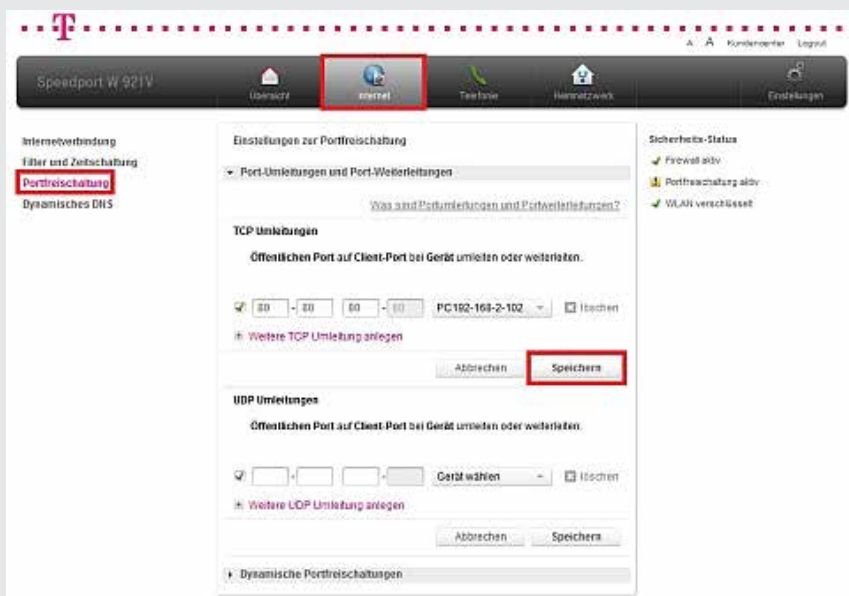 T
A A Kundencenter Logout
Speedport W 921V
Übersicht Internet Telefonie Heimnetzwerk Einstellungen
Internetverbindung
Filter und Zeitschaltung
Portfreischaltung
Dynamisches DNS
Einstellungen zur Portfreischaltung
Port-Umleitungen und Port-Weiterleitungen
Was sind Portumleitungen und Portweiterleitungen?
TCP Umleitungen
Öffentlichen Port auf Client-Port bei Gerät umleiten oder weiterleiten.
80 - 80 80 - 80 PC192-168-2-102 löschen
Weitere TCP Umleitung anlegen
Abbrechen Speichern
UDP Umleitungen
Öffentlichen Port auf Client-Port bei Gerät umleiten oder weiterleiten.
- - Gerät wählen löschen
Weitere UDP Umleitung anlegen
Abbrechen Speichern
Dynamische Portfreischaltungen
Sicherheits-Status
Firewall aktiv
Portfreischaltung aktiv
WLAN verschlüsselt